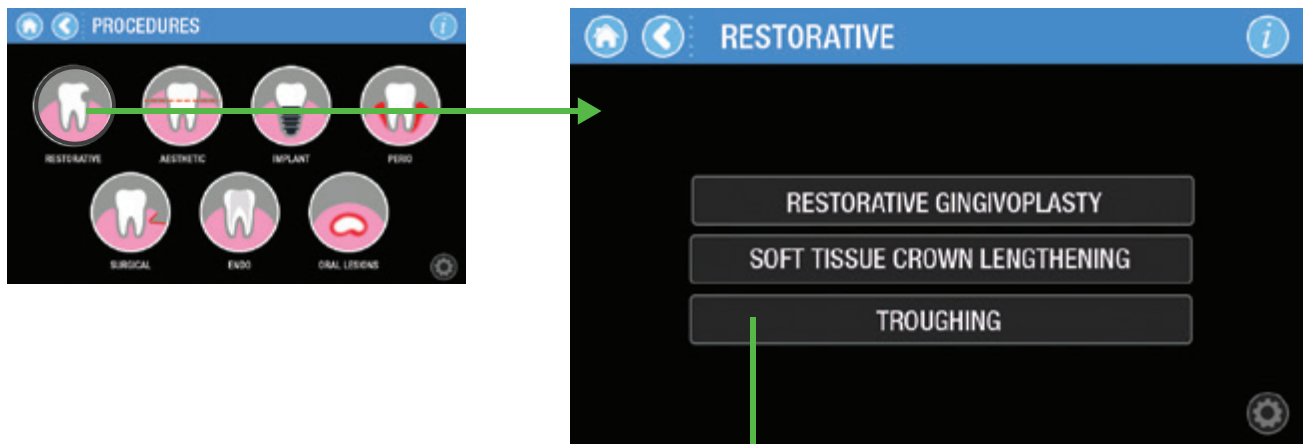 PROCEDURES
i
RESTORATIVE AESTHETIC IMPLANT PERIO
SURGICAL ENDO ORAL LESIONS
RESTORATIVE
i
RESTORATIVE GINGIVOPLASTY
SOFT TISSUE CROWN LENGTHENING
TROUGHING